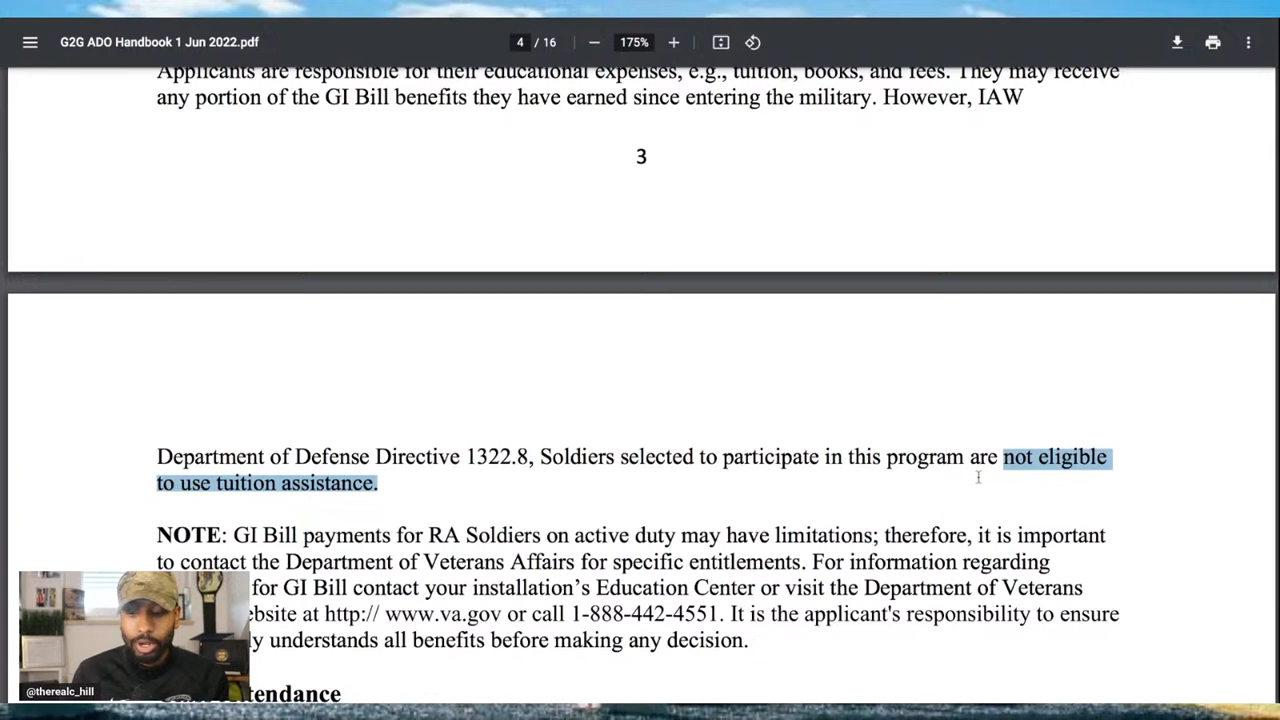 G2G ADO Handbook 1 Jun 2022.pdf
4 / 16
175%
Applicants are responsible for their educational expenses, e.g., tuition, books, and fees. They may receive
any portion of the GI Bill benefits they have earned since entering the military. However, IAW
3
Department of Defense Directive 1322.8, Soldiers selected to participate in this program are not eligible
to use tuition assistance.
NOTE: GI Bill payments for RA Soldiers on active duty may have limitations; therefore, it is important
to contact the Department of Veterans Affairs for specific entitlements. For information regarding
for GI Bill contact your installation's Education Center or visit the Department of Veterans
ebsite at http:// www.va.gov or call 1-888-442-4551. It is the applicant's responsibility to ensure
y understands all benefits before making any decision.
tendance
@therealc_hill